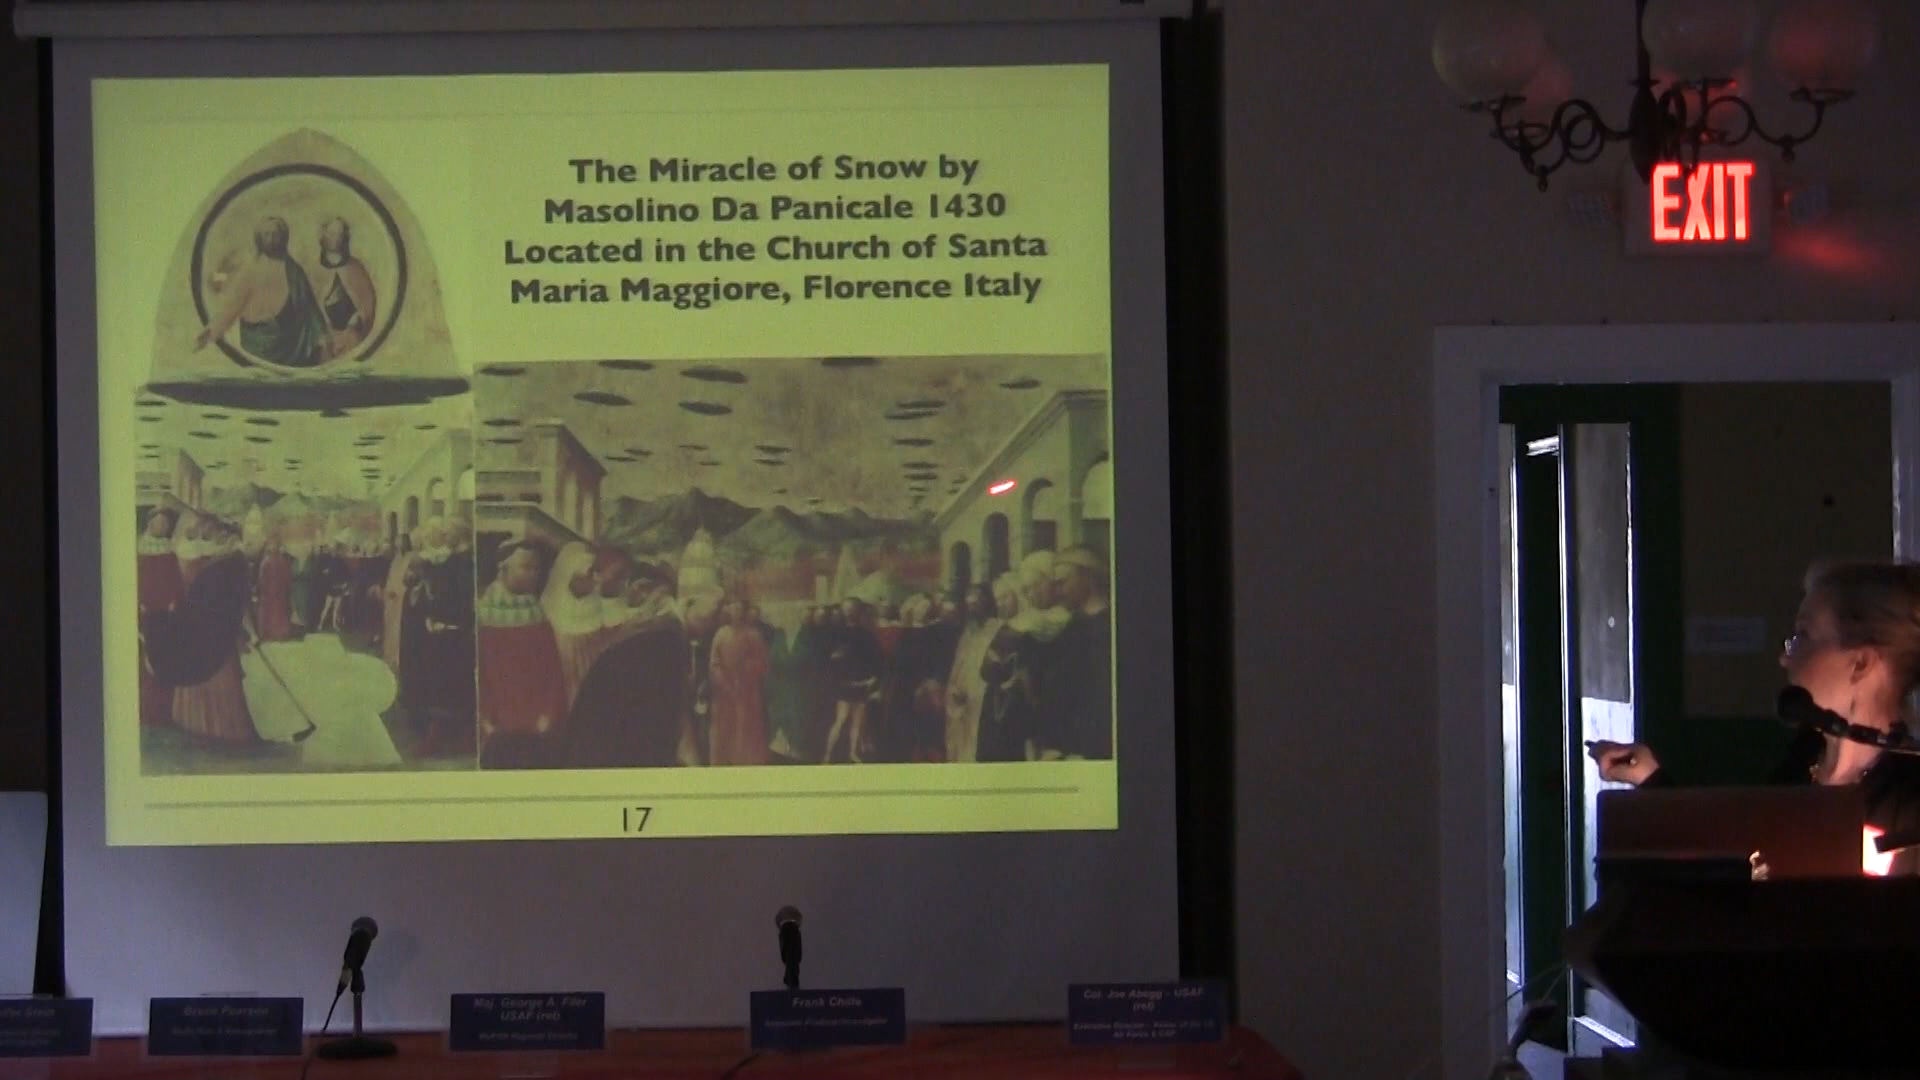 The Miracle of Snow by
Masolino Da Panicale 1430
Located in the Church of Santa
Maria Maggiore, Florence Italy
17
EXIT
Stein
Bruce Pearson
Maj. George A. Filer
USAF (ret)
Frank Chille
Col. Joe Abegg - USAF
(ret)